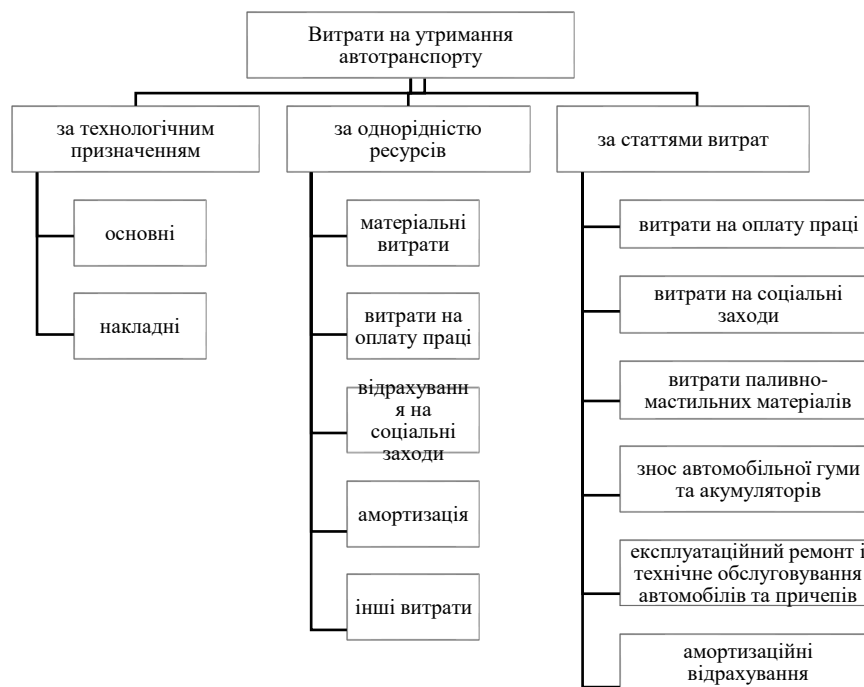 Витрати на утримання
автотранспорту
за технологічним
призначенням
за однорідністю
ресурсів
за статтями витрат
основні
накладні
матеріальні
витрати
витрати на
оплату праці
відрахуванн
я на
соціальні
заходи
амортизація
інші витрати
витрати на оплату праці
витрати на соціальні
заходи
витрати паливно-
мастильних матеріалів
знос автомобільної гуми
та акумуляторів
експлуатаційний ремонт і
технічне обслуговування
автомобілів та причепів
амортизаційні
відрахування